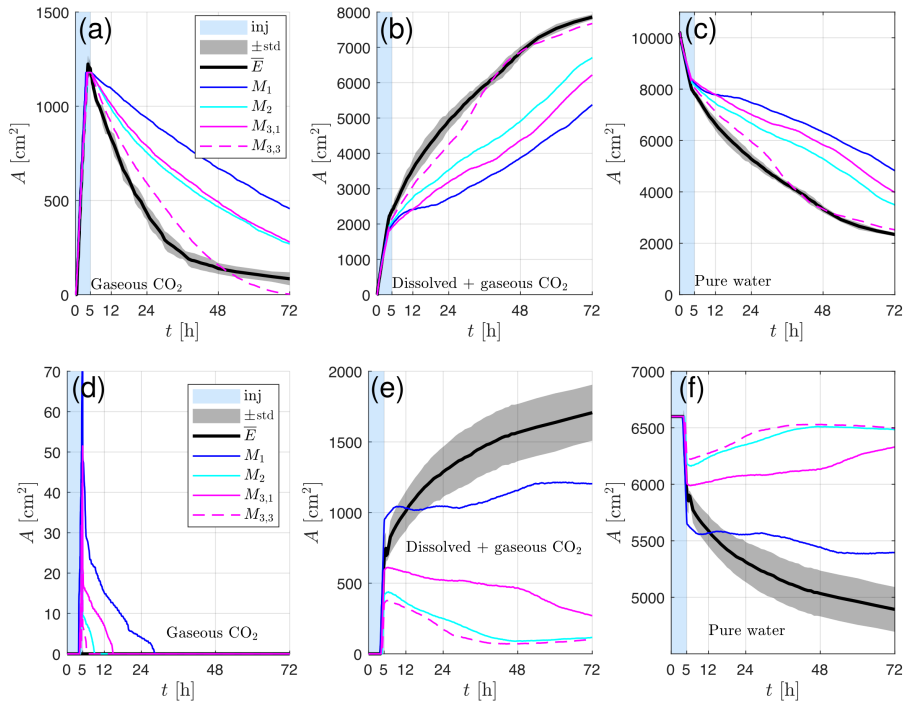 (a)
1500
1000
500
0
A [cm²]
inj
±std
E̅
M₁
M₂
M₃,₁
M₃,₃
Gaseous CO₂
0 5 12 24 48 72
t [h]
(b)
8000
7000
6000
5000
4000
3000
2000
1000
0
A [cm²]
Dissolved + gaseous CO₂
0 5 12 24 48 72
t [h]
(c)
10000
8000
6000
4000
2000
0
A [cm²]
Pure water
0 5 12 24 48 72
t [h]
(d)
70
60
50
40
30
20
10
0
A [cm²]
inj
±std
E̅
M₁
M₂
M₃,₁
M₃,₃
Gaseous CO₂
0 5 12 24 48 72
t [h]
(e)
2000
1500
1000
500
0
A [cm²]
Dissolved + gaseous CO₂
0 5 12 24 48 72
t [h]
(f)
6500
6000
5500
5000
A [cm²]
Pure water
0 5 12 24 48 72
t [h]